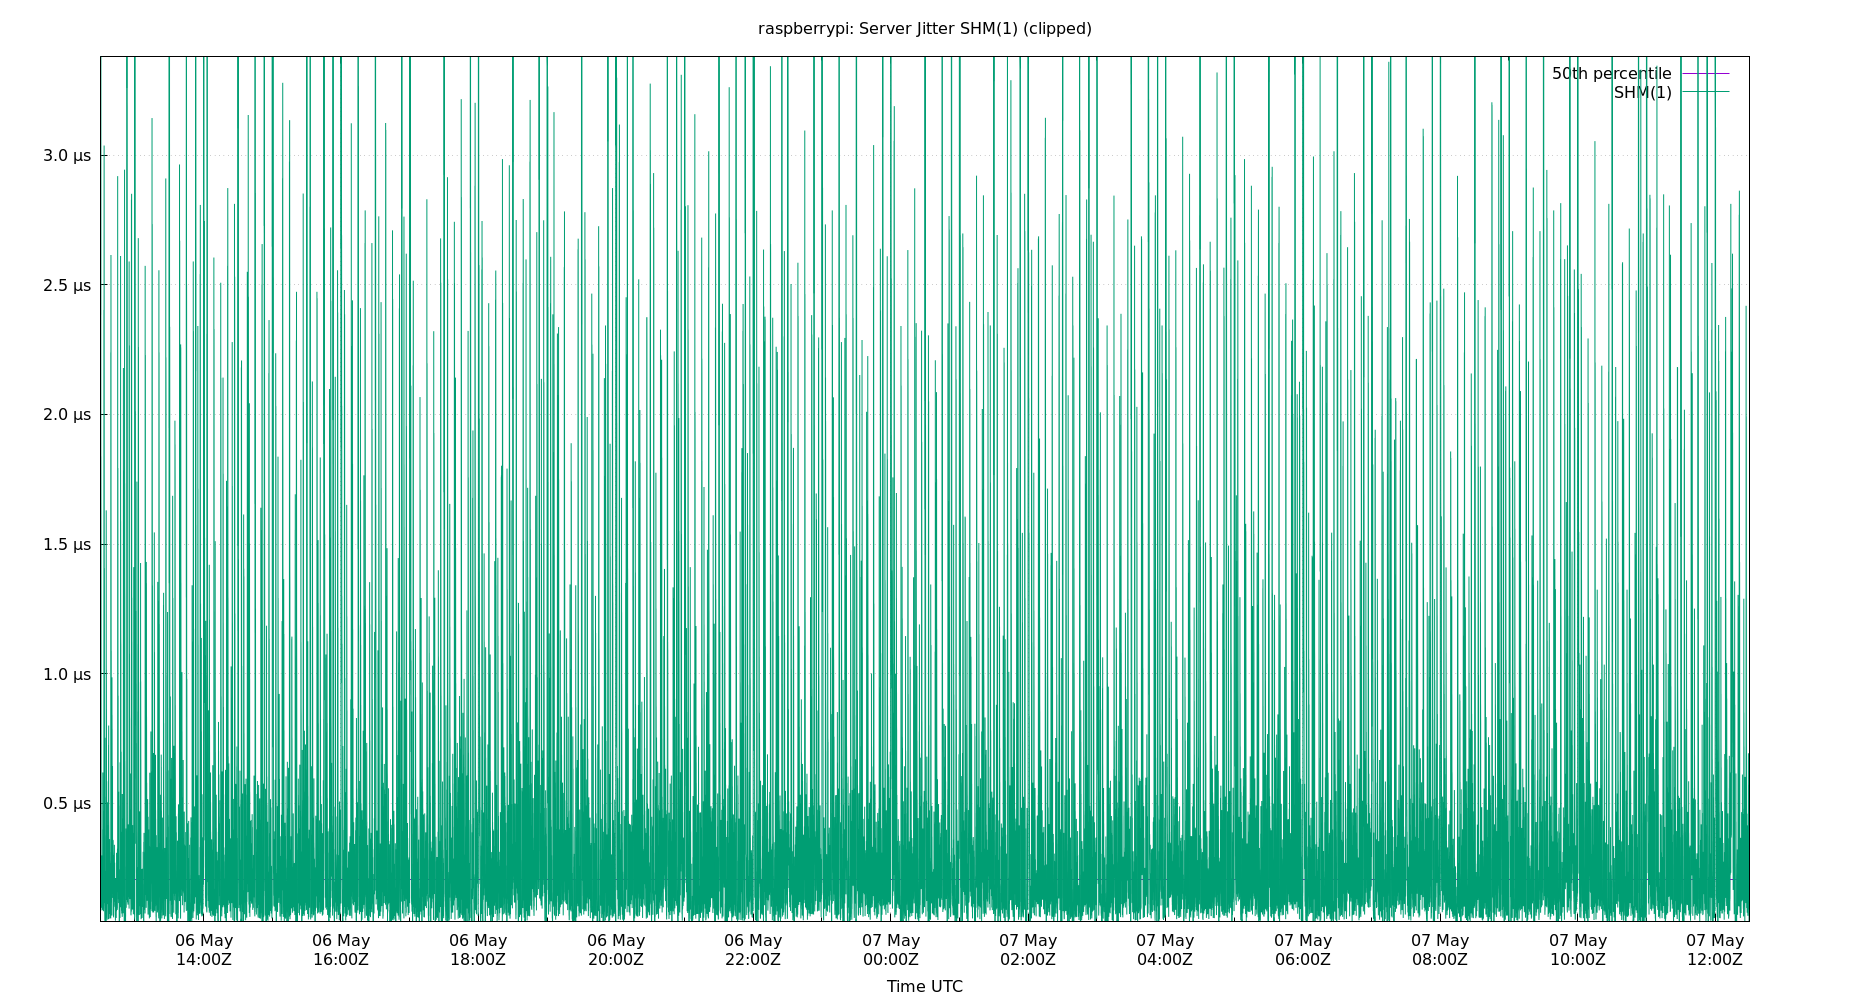 raspberrypi: Server Jitter SHM(1) (clipped)
50th percentile
SHM(1)
3.0 µs
2.5 µs
2.0 µs
1.5 µs
1.0 µs
0.5 µs
06 May 06 May 06 May 06 May 06 May 07 May 07 May 07 May 07 May 07 May 07 May 07 May
14:00Z 16:00Z 18:00Z 20:00Z 22:00Z 00:00Z 02:00Z 04:00Z 06:00Z 08:00Z 10:00Z 12:00Z
Time UTC